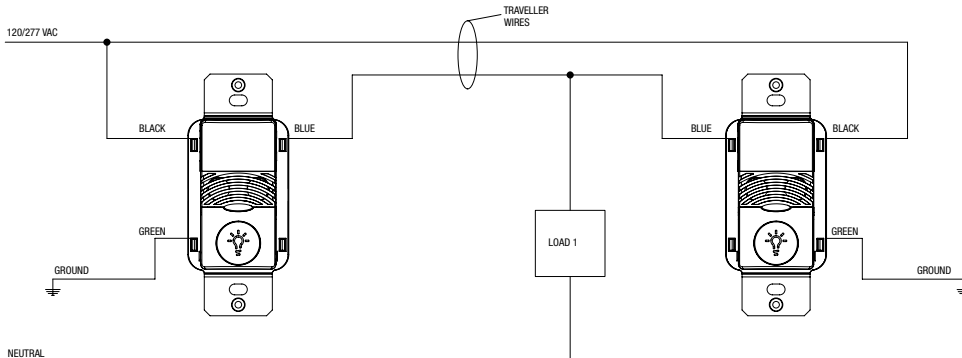 TRAVELLER
WIRES
120/277 VAC
BLACK
BLUE
BLUE
BLACK
GREEN
LOAD 1
GREEN
GROUND
GROUND
NEUTRAL